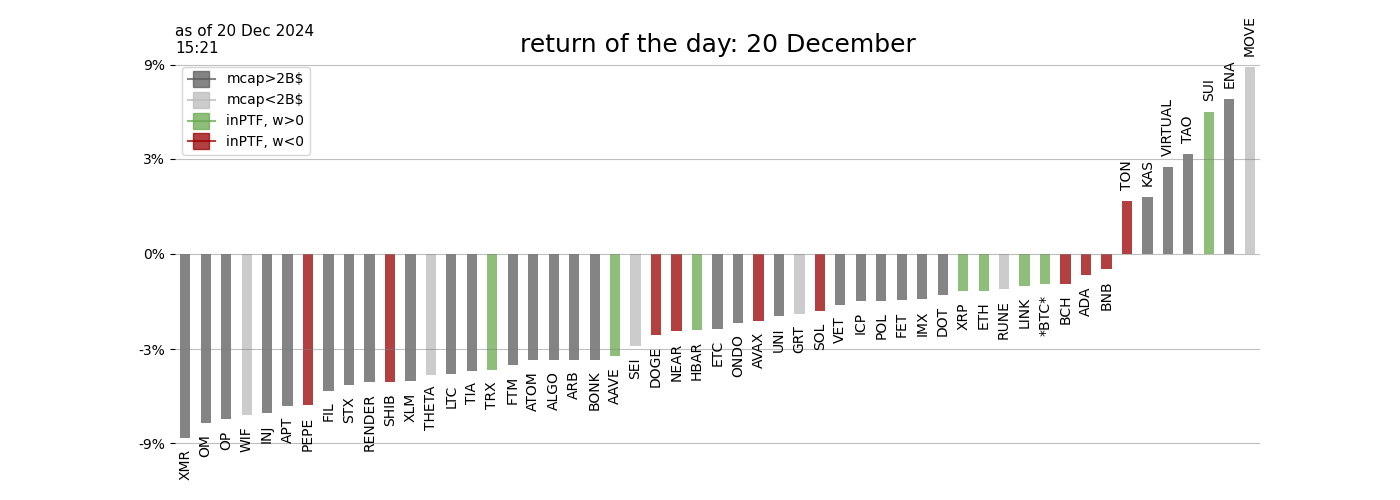 as of 20 Dec 2024
15:21
return of the day: 20 December
mcap>2B$
mcap<2B$
inPTF, w>0
inPTF, w<0
9%
3%
0%
-3%
-9%
XMR
OM
OP
WIF
INJ
APT
PEPE
FIL
STX
RENDER
SHIB
XLM
THETA
LTC
TIA
TRX
FTM
ATOM
ALGO
ARB
BONK
AAVE
SEI
DOGE
NEAR
HBAR
ETC
ONDO
AVAX
UNI
GRT
SOL
VET
ICP
POL
FET
IMX
DOT
XRP
ETH
RUNE
LINK
*BTC*
BCH
ADA
BNB
TON
KAS
VIRTUAL
TAO
SUI
ENA
MOVE